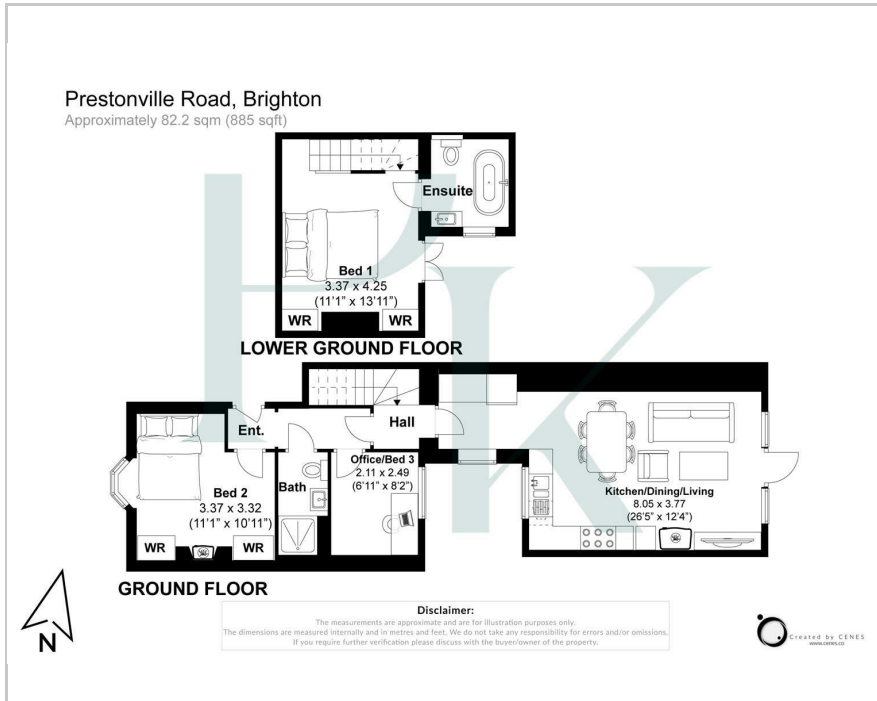 Prestonville Road, Brighton
Approximately 82.2 sqm (885 sqft)
Ensuite
Bed 1
3.37 x 4.25
(11'1" x 13'11")
WR
WR
LOWER GROUND FLOOR
Ent.
Hall
Bed 2
3.37 x 3.32
(11'1" x 10'11")
WR
WR
Bath
Office/Bed 3
2.11 x 2.49
(6'11" x 8'2")
Kitchen/Dining/Living
8.05 x 3.77
(26'5" x 12'4")
GROUND FLOOR
N
PK
Disclaimer:
The measurements are approximate and are for illustration purposes only.
The dimensions are measured internally and in metres and feet. We do not take any responsibility for errors and/or omissions.
If you require further verification please discuss with the buyer/owner of the property.
Created by CENES
www.cenes.co